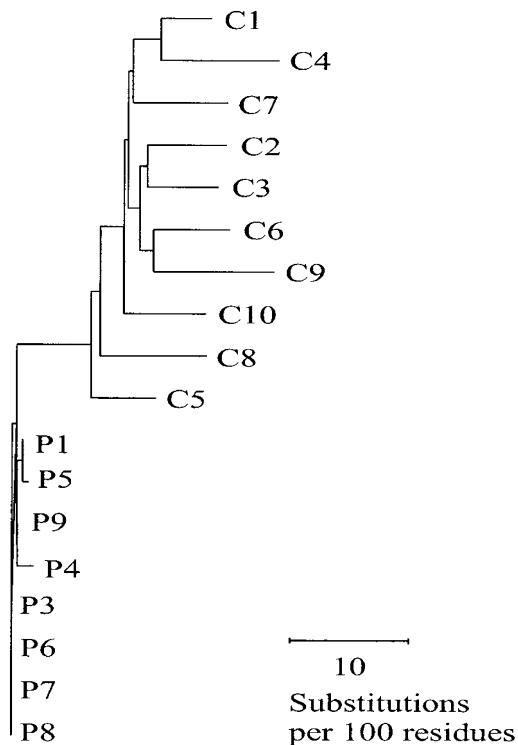 C1
C4
C7
C2
C3
C6
C9
C10
C8
C5
P1
P5
P9
P4
P3
P6
P7
P8
10
Substitutions
per 100 residues